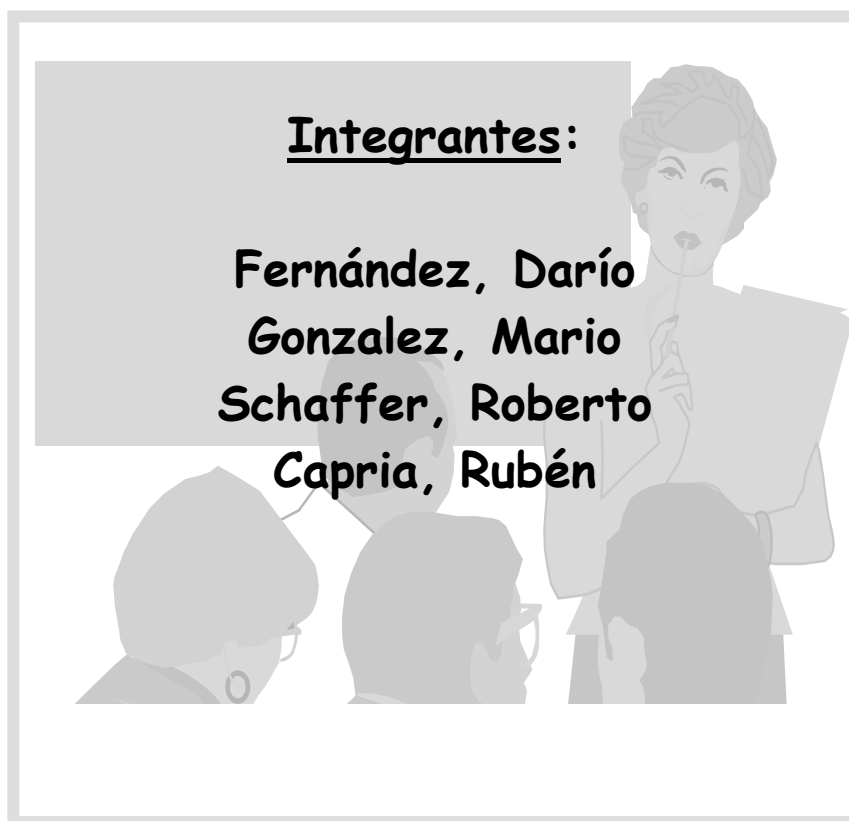 Integrantes:
Fernández, Darío
Gonzalez, Mario
Schaffer, Roberto
Capria, Rubén